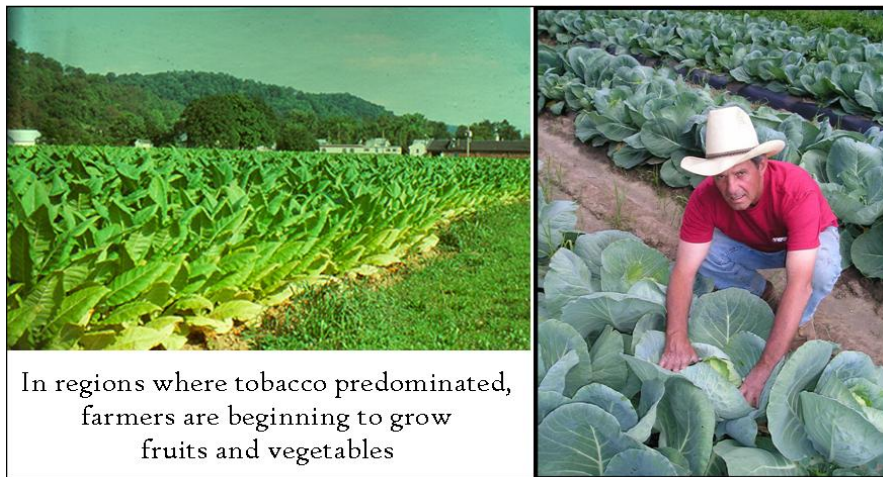 In regions where tobacco predominated,
farmers are beginning to grow
fruits and vegetables